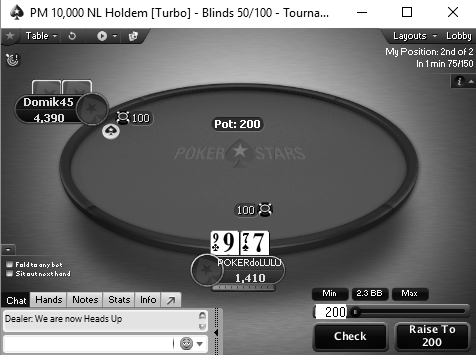 PM 10,000 NL Holdem [Turbo] - Blinds 50/100 - Tourna...
Table
Layouts
Lobby
My Position: 2nd of 2
In 1 min 75/150
i
Domik45
4,390
100
Pot: 200
POKER STARS
100
9 9 7 7
POKERdoLULU
1,410
Fold to any bet
Sit out next hand
Min
2.3 BB
Max
200
Chat
Hands
Notes
Stats
Info
Dealer: We are now Heads Up
Check
Raise To
200